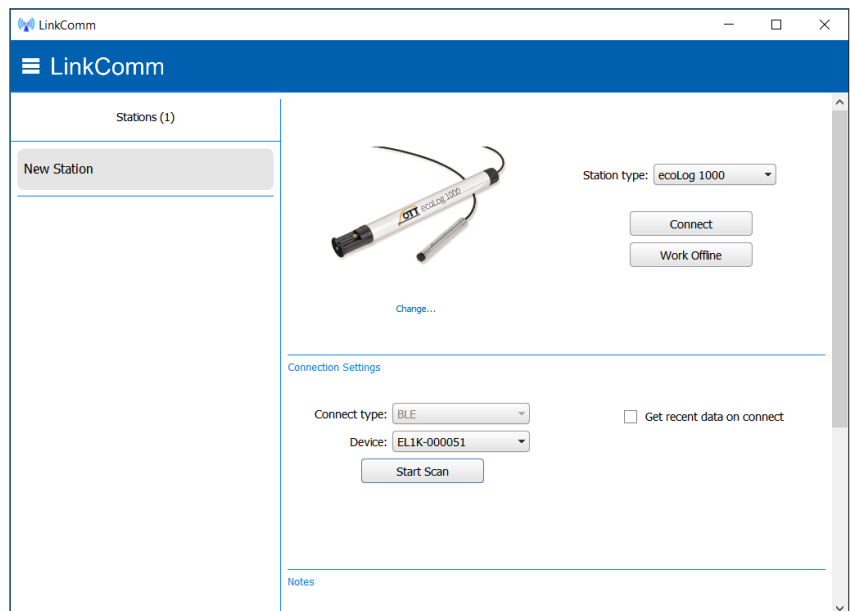 LinkComm
LinkComm
Stations (1)
New Station
OTT ecoLog 1000
Station type: ecoLog 1000
Connect
Work Offline
Change...
Connection Settings
Connect type: BLE
Get recent data on connect
Device: EL1K-000051
Start Scan
Notes